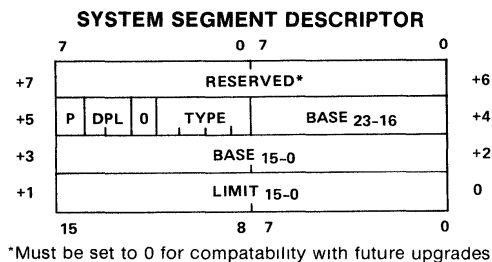 SYSTEM SEGMENT DESCRIPTOR
7 0 7 0
+7 RESERVED* +6
+5 P DPL 0 TYPE BASE 23-16 +4
+3 BASE 15-0 +2
+1 LIMIT 15-0 0
15 8 7 0
*Must be set to 0 for compatability with future upgrades